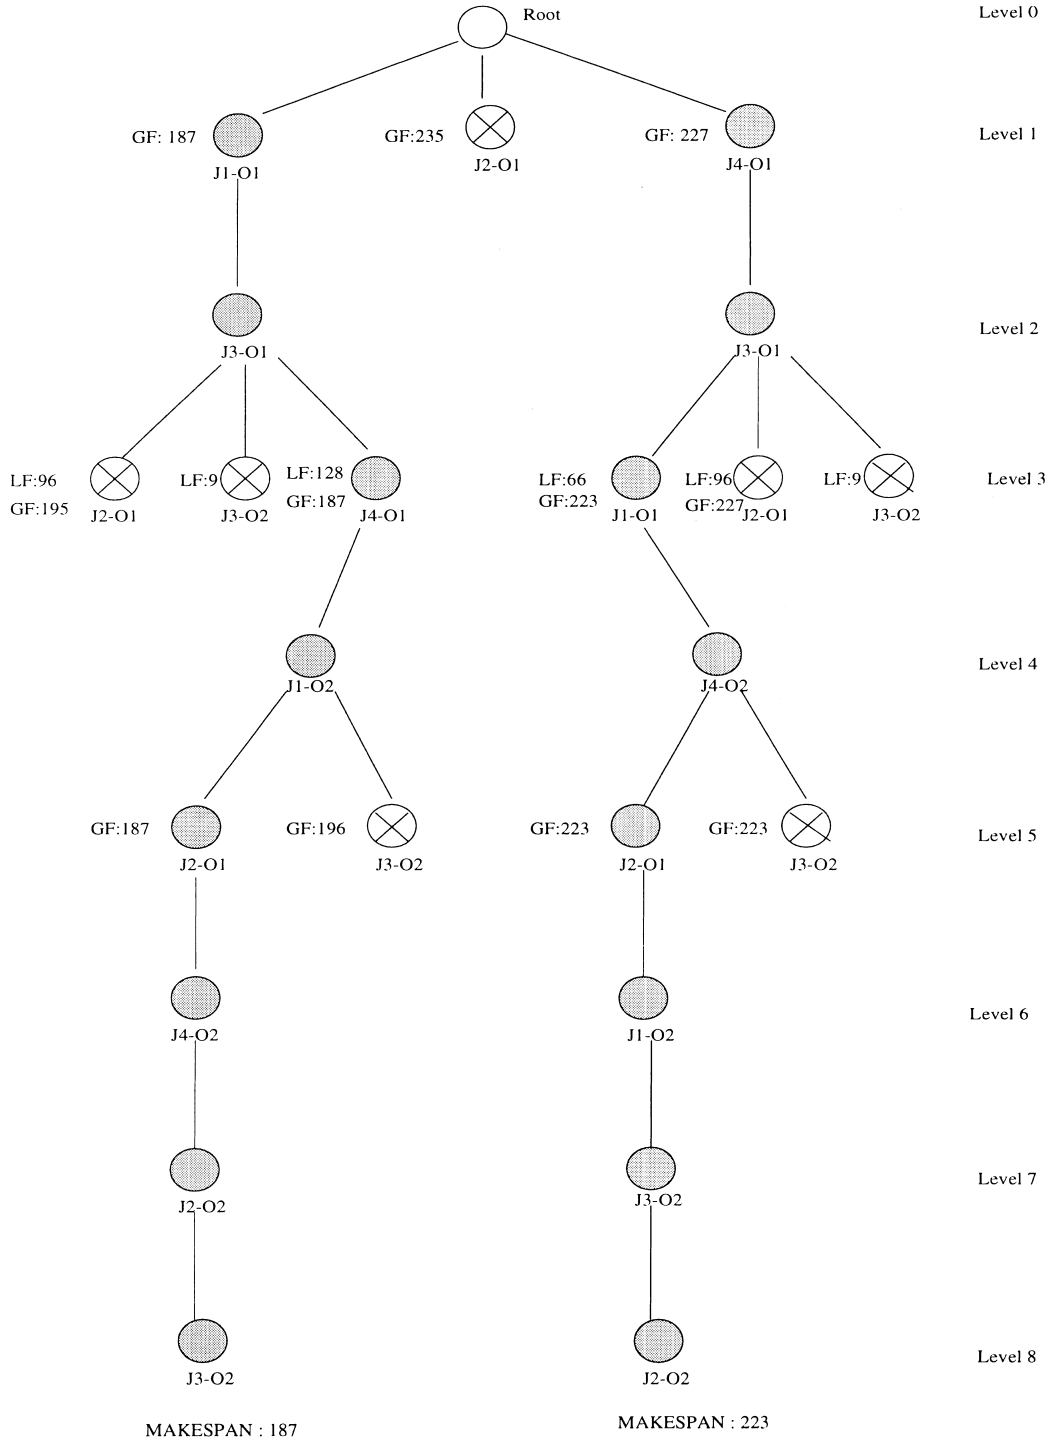 Root
Level 0
GF: 187
GF:235
GF: 227
Level 1
J1-O1
J2-O1
J4-O1
Level 2
J3-O1
J3-O1
LF:96
LF:9
LF:128
LF:66
LF:96
LF:9
Level 3
GF:195
GF:187
GF:223
GF:227
J2-O1
J3-O2
J4-O1
J1-O1
J2-O1
J3-O2
Level 4
J1-O2
J4-O2
GF:187
GF:196
GF:223
GF:223
Level 5
J2-O1
J3-O2
J2-O1
J3-O2
Level 6
J4-O2
J1-O2
Level 7
J2-O2
J3-O2
Level 8
J3-O2
J2-O2
MAKESPAN : 187
MAKESPAN : 223